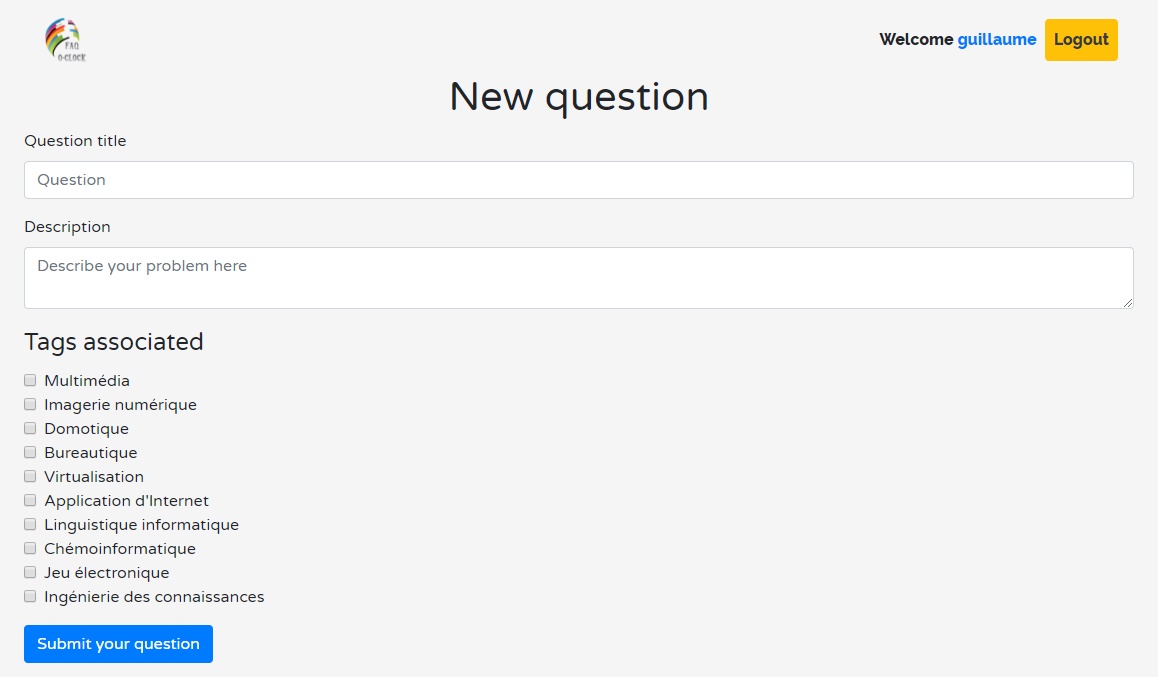 FAQ
O-CLOCK
Welcome guillaume Logout
New question
Question title
Question
Description
Describe your problem here
Tags associated
Multimédia
Imagerie numérique
Domotique
Bureautique
Virtualisation
Application d'Internet
Linguistique informatique
Chémoinformatique
Jeu électronique
Ingénierie des connaissances
Submit your question